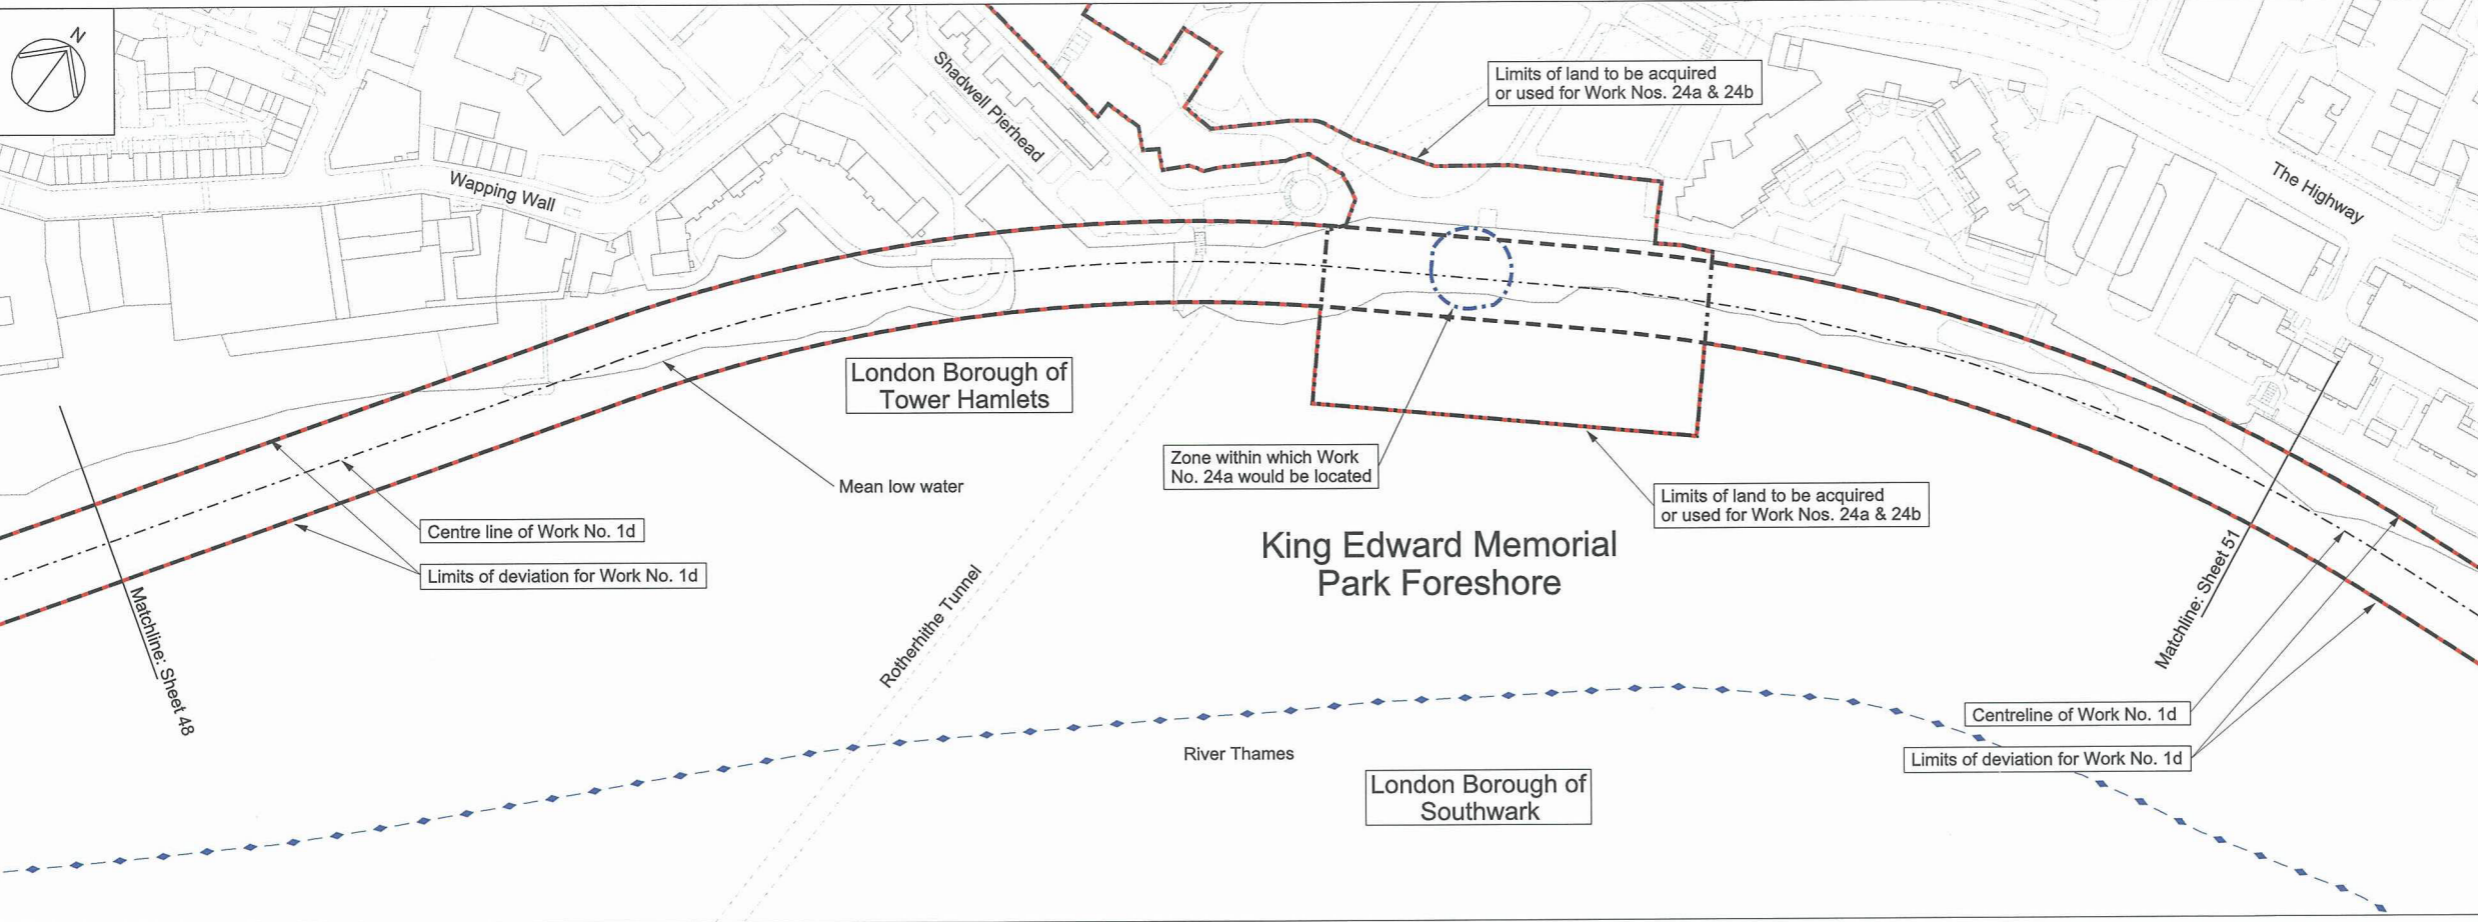 N
Shadwell Pierhead
Limits of land to be acquired
or used for Work Nos. 24a & 24b
Wapping Wall
The Highway
London Borough of
Tower Hamlets
Mean low water
Zone within which Work
No. 24a would be located
Limits of land to be acquired
or used for Work Nos. 24a & 24b
Centre line of Work No. 1d
Limits of deviation for Work No. 1d
King Edward Memorial
Park Foreshore
Rotherhithe Tunnel
Matchline: Sheet 48
Matchline: Sheet 51
Centreline of Work No. 1d
Limits of deviation for Work No. 1d
River Thames
London Borough of
Southwark